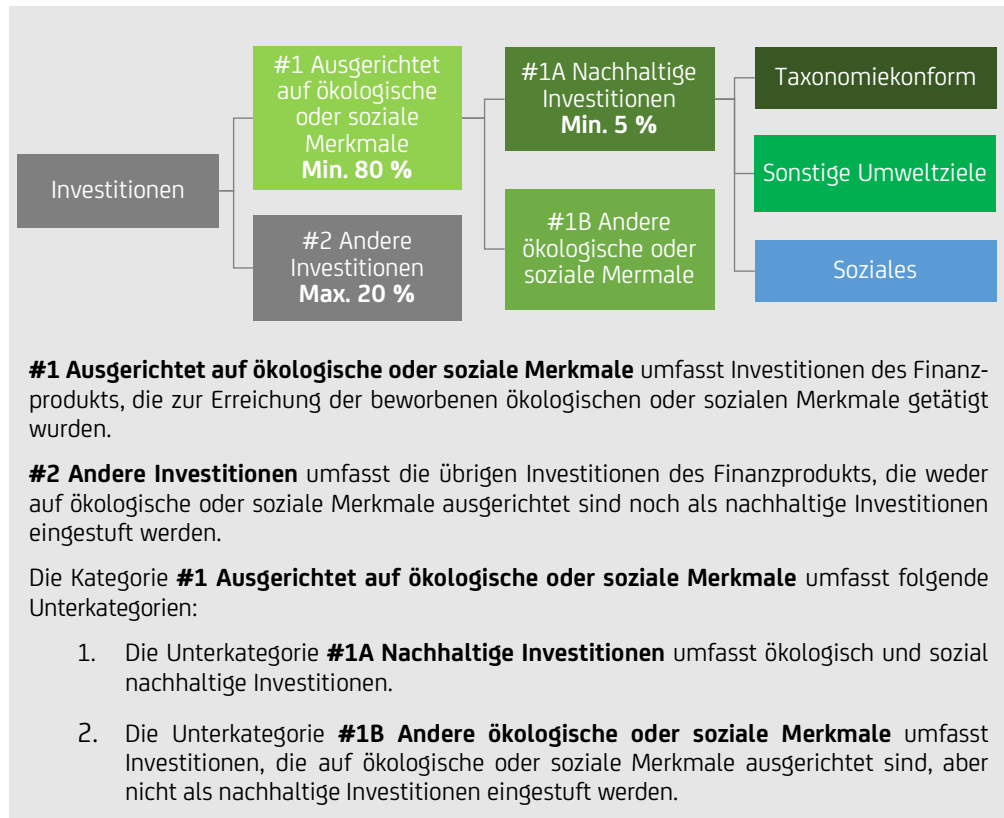 #1 Ausgerichtet
auf ökologische
oder soziale
Merkmale
Min. 80 %
#1A Nachhaltige
Investitionen
Min. 5 %
Taxonomiekonform
Investitionen
Sonstige Umweltziele
#2 Andere
Investitionen
Max. 20 %
#1B Andere
ökologische oder
soziale Mermale
Soziales
#1 Ausgerichtet auf ökologische oder soziale Merkmale umfasst Investitionen des Finanz-
produkts, die zur Erreichung der beworbenen ökologischen oder sozialen Merkmale getätigt
wurden.
#2 Andere Investitionen umfasst die übrigen Investitionen des Finanzprodukts, die weder
auf ökologische oder soziale Merkmale ausgerichtet sind noch als nachhaltige Investitionen
eingestuft werden.
Die Kategorie #1 Ausgerichtet auf ökologische oder soziale Merkmale umfasst folgende
Unterkategorien:
1. Die Unterkategorie #1A Nachhaltige Investitionen umfasst ökologisch und sozial
nachhaltige Investitionen.
2. Die Unterkategorie #1B Andere ökologische oder soziale Merkmale umfasst
Investitionen, die auf ökologische oder soziale Merkmale ausgerichtet sind, aber
nicht als nachhaltige Investitionen eingestuft werden.